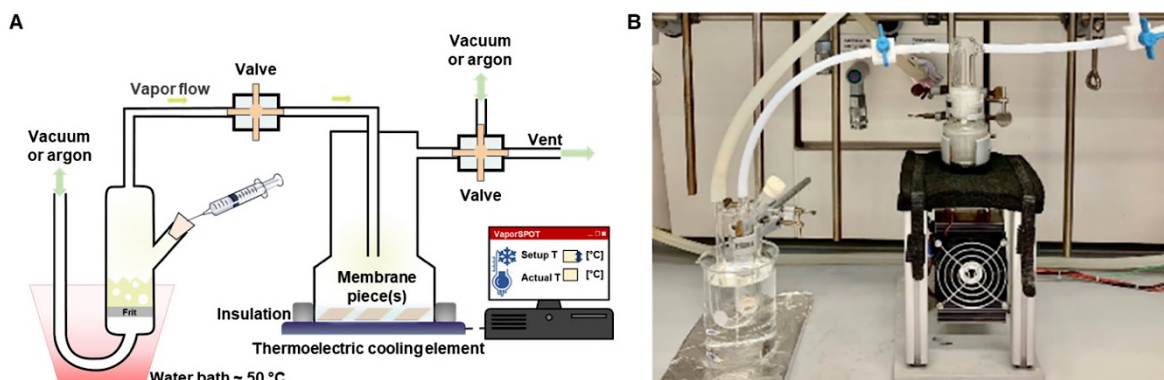 A
B
Vacuum
or argon
Valve
Vapor flow
Vacuum
or argon
Vent
Valve
VaporSPOT
Setup T [°C]
Actual T [°C]
Membrane
piece(s)
Frit
Insulation
Thermoelectric cooling element
Water bath ~ 50 °C